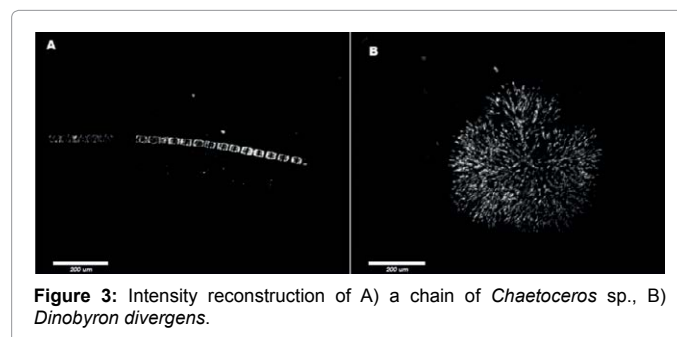 A
B
200 um
200 um
Figure 3: Intensity reconstruction of A) a chain of Chaetoceros sp., B)
Dinobyron divergens.